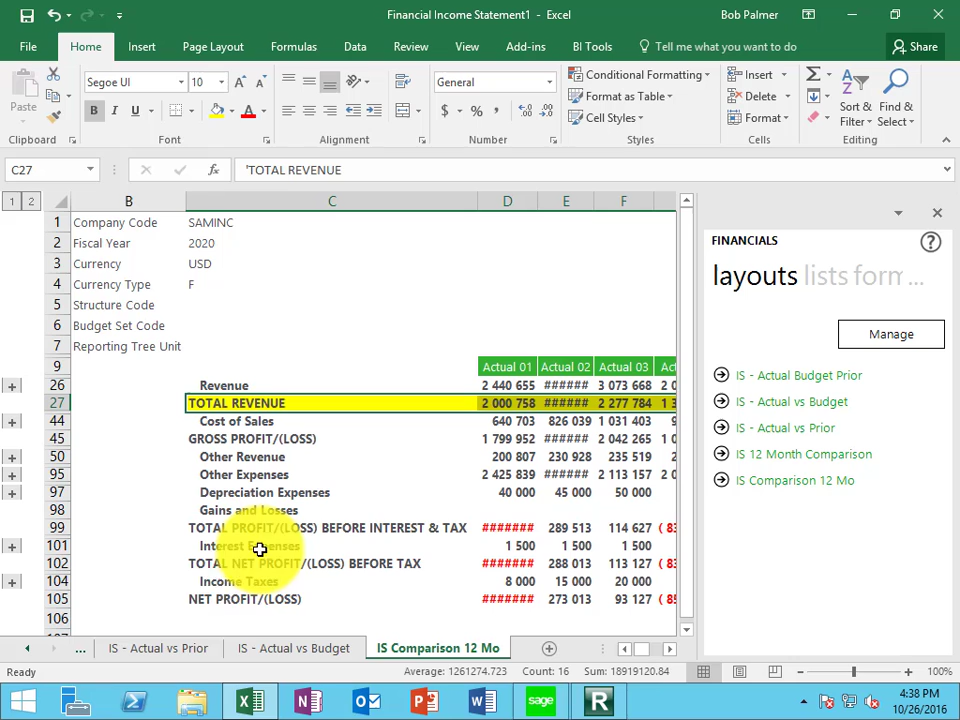 Financial Income Statement1 - Excel
Bob Palmer
File Home Insert Page Layout Formulas Data Review View Add-ins BI Tools Tell me what you want to do Share
Paste
Segoe UI 10 A A
General
Conditional Formatting
Format as Table
Cell Styles
B I U A
$ % ,
Insert
Delete
Format
Sort & Filter
Find & Select
Clipboard Font Alignment Number Styles Cells Editing
C27 fx 'TOTAL REVENUE
1 2 B C D E F
1 Company Code SAMINC
2 Fiscal Year 2020
3 Currency USD
4 Currency Type F
5 Structure Code
6 Budget Set Code
7 Reporting Tree Unit
9 Actual 01 Actual 02 Actual 03
26 Revenue 2 440 655 ###### 3 073 668
27 TOTAL REVENUE 2 000 758 ###### 2 277 784
44 Cost of Sales 640 703 826 039 1 031 403
45 GROSS PROFIT/(LOSS) 1 799 952 ###### 2 042 265
50 Other Revenue 200 807 230 928 235 519
95 Other Expenses 2 425 839 ###### 2 113 157
97 Depreciation Expenses 40 000 45 000 50 000
98 Gains and Losses
99 TOTAL PROFIT/(LOSS) BEFORE INTEREST & TAX ####### 289 513 114 627
101 Interest Expenses 1 500 1 500 1 500
102 TOTAL NET PROFIT/(LOSS) BEFORE TAX ####### 288 013 113 127
104 Income Taxes 8 000 15 000 20 000
105 NET PROFIT/(LOSS) ####### 273 013 93 127
106
FINANCIALS
layouts lists form ...
Manage
IS - Actual Budget Prior
IS - Actual vs Budget
IS - Actual vs Prior
IS 12 Month Comparison
IS Comparison 12 Mo
... IS - Actual vs Prior IS - Actual vs Budget IS Comparison 12 Mo
Ready Average: 1261274.723 Count: 16 Sum: 18919120.84 100%
sage R
4:38 PM
10/26/2016